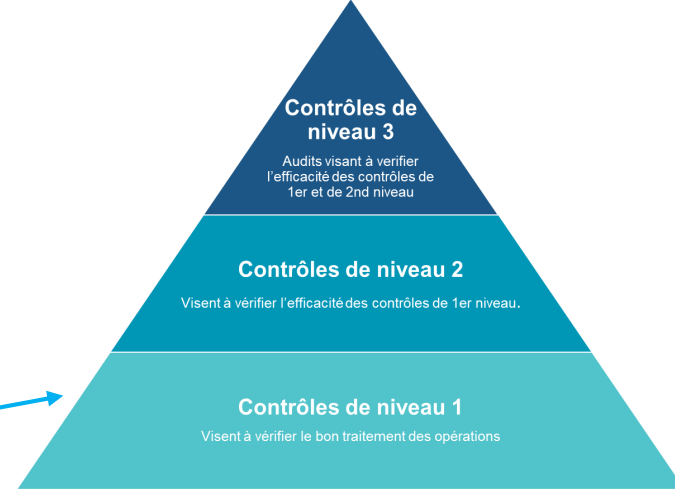 Contrôles de
niveau 3
Audits visant à verifier
l'efficacité des contrôles de
1er et de 2nd niveau
Contrôles de niveau 2
Visent à vérifier l'efficacité des contrôles de 1er niveau.
Contrôles de niveau 1
Visent à vérifier le bon traitement des opérations